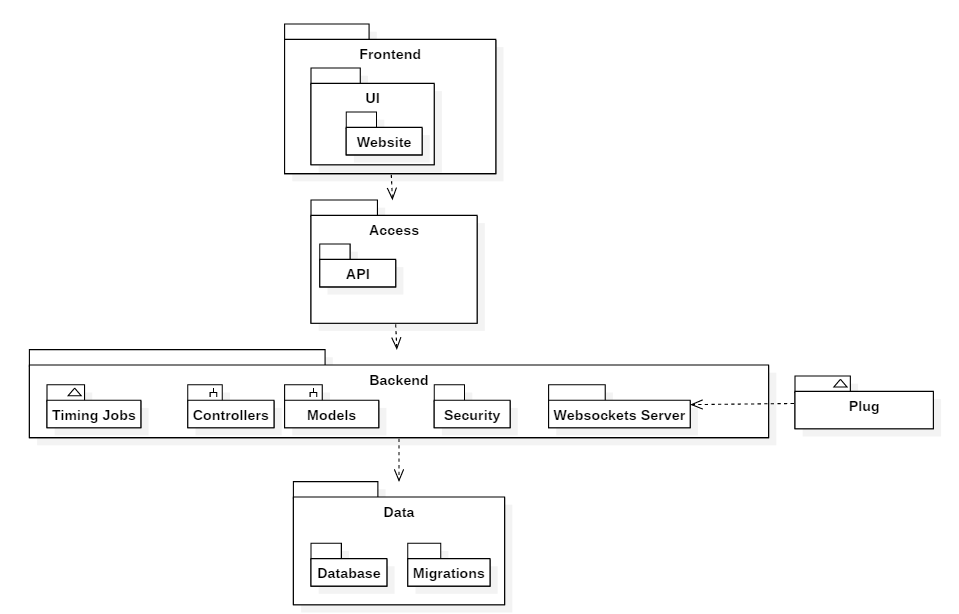 Frontend
UI
Website
Access
API
Backend
Timing Jobs
Controllers
Models
Security
Websockets Server
Plug
Data
Database
Migrations